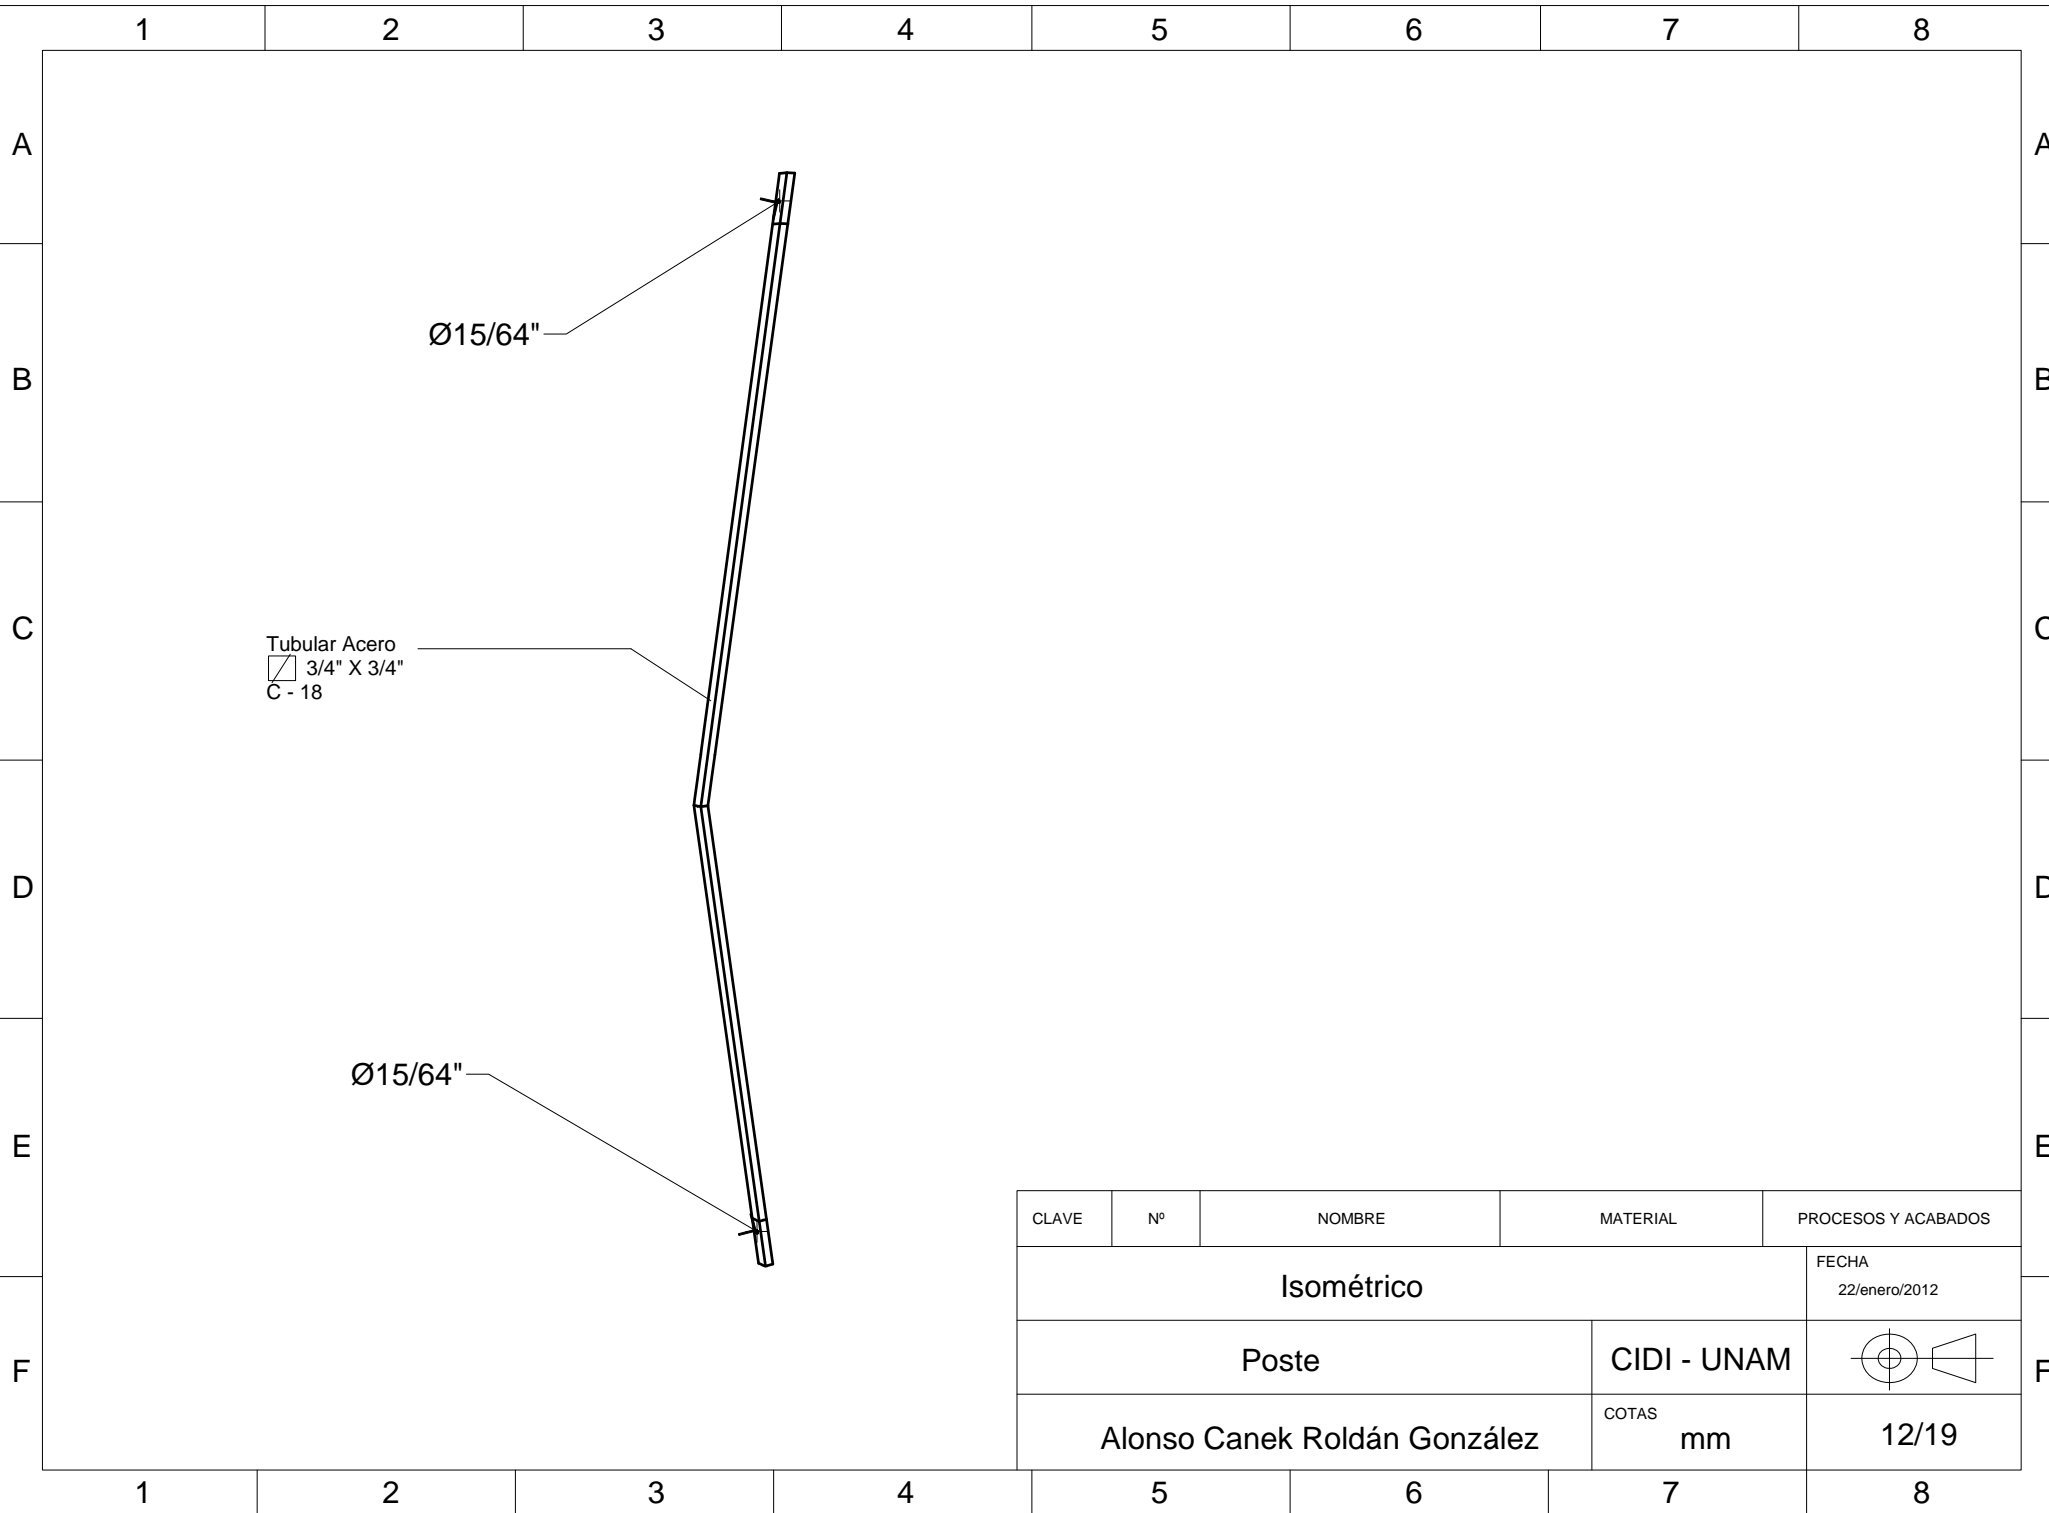 1 2 3 4 5 6 7 8
A A
Ø15/64"
B B
Tubular Acero
3/4" X 3/4"
C - 18
C C
D D
Ø15/64"
E E
CLAVE Nº NOMBRE MATERIAL PROCESOS Y ACABADOS
Isométrico
FECHA
22/enero/2012
Poste
CIDI - UNAM
F F
Alonso Canek Roldán González
COTAS
mm
12/19
1 2 3 4 5 6 7 8